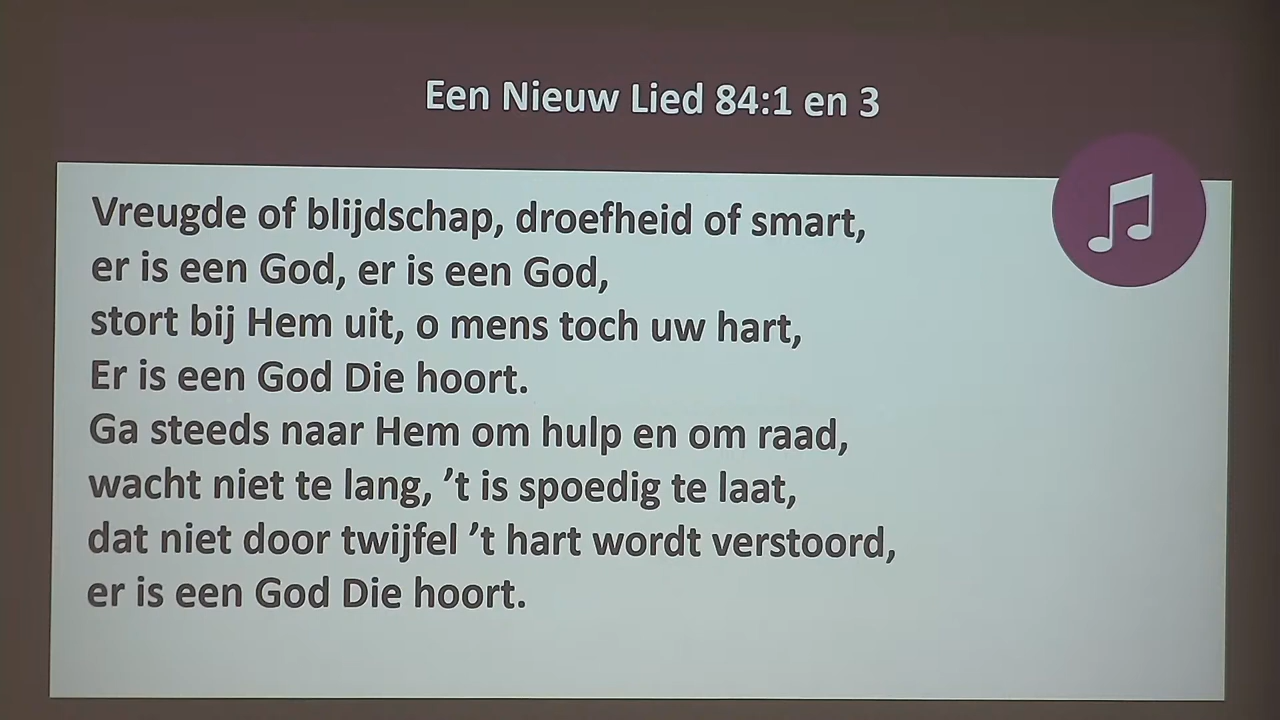 Een Nieuw Lied 84:1 en 3
Vreugde of blijdschap, droefheid of smart,
er is een God, er is een God,
stort bij Hem uit, o mens toch uw hart,
Er is een God Die hoort.
Ga steeds naar Hem om hulp en om raad,
wacht niet te lang, ’t is spoedig te laat,
dat niet door twijfel ’t hart wordt verstoord,
er is een God Die hoort.